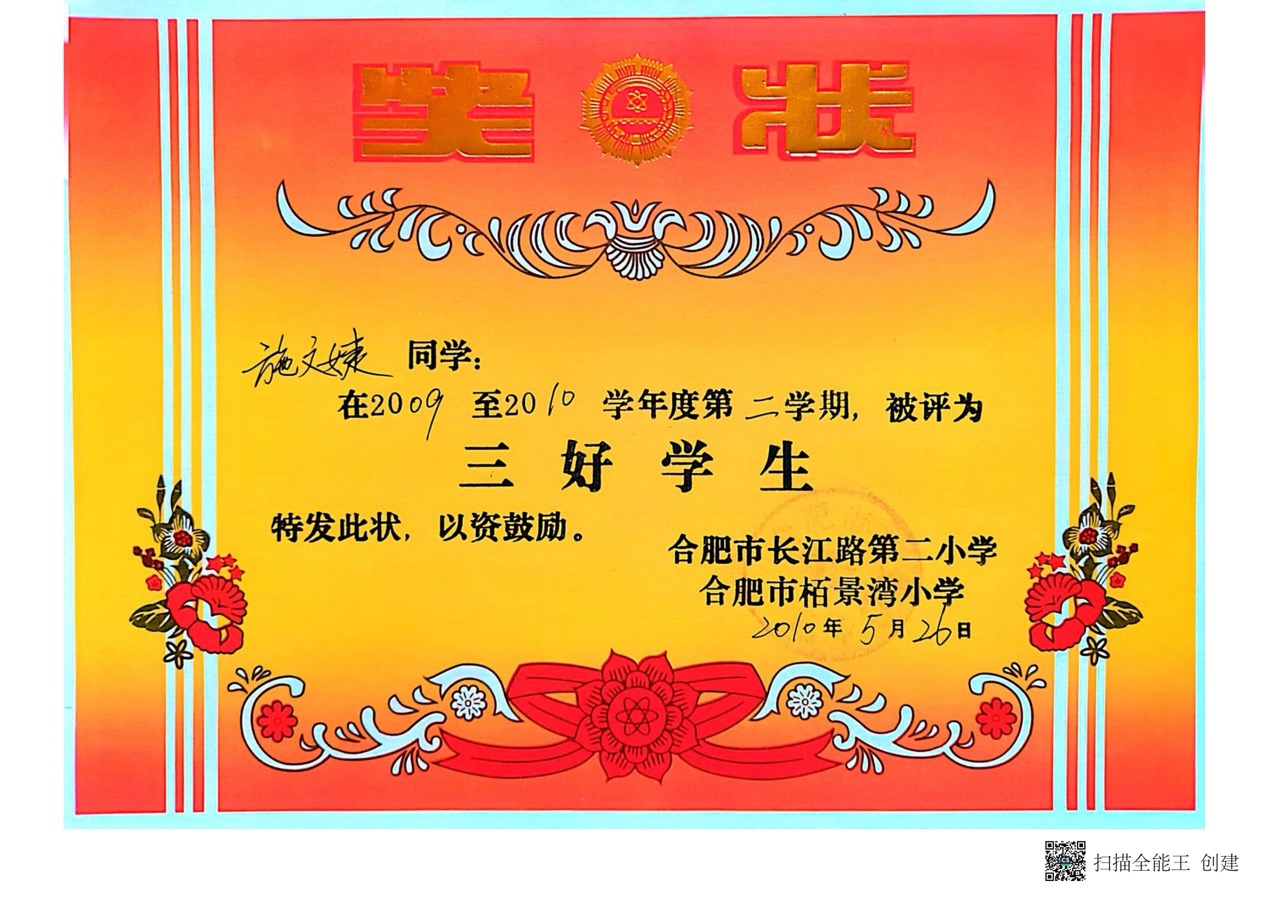 奖状
施文婕 同学：
在2009 至2010 学年度第二学期，被评为
三好学生
特发此状，以资鼓励。
合肥市长江路第二小学
合肥市栢景湾小学
2010年5月26日
扫描全能王 创建